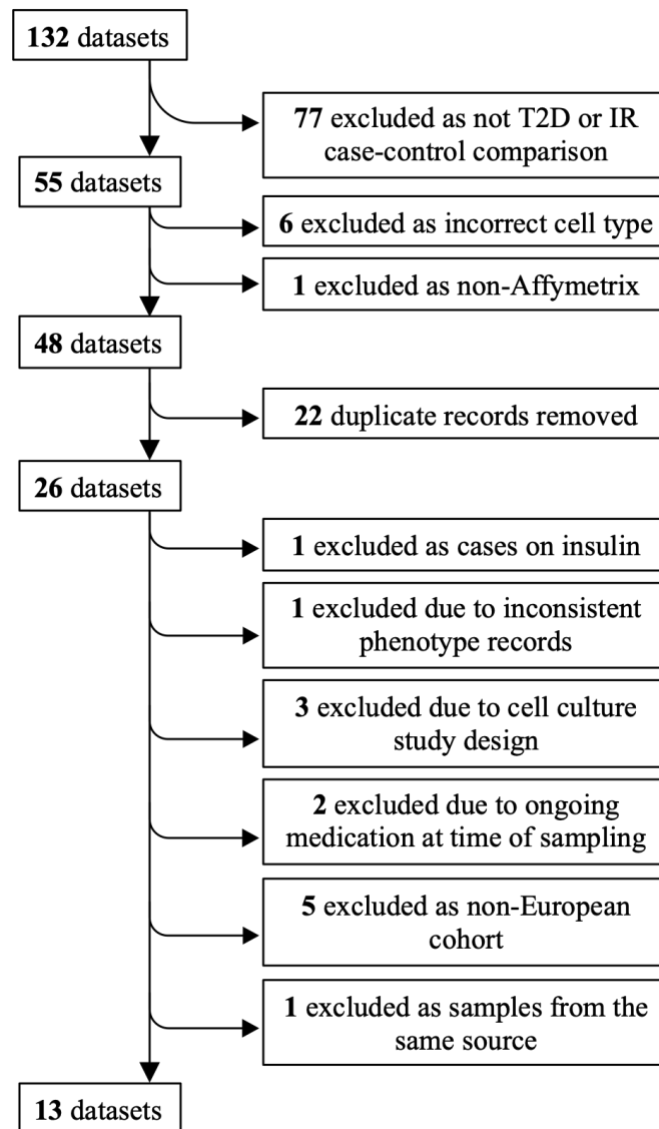 132 datasets
77 excluded as not T2D or IR
case-control comparison
55 datasets
6 excluded as incorrect cell type
1 excluded as non-Affymetrix
48 datasets
22 duplicate records removed
26 datasets
1 excluded as cases on insulin
1 excluded due to inconsistent
phenotype records
3 excluded due to cell culture
study design
2 excluded due to ongoing
medication at time of sampling
5 excluded as non-European
cohort
1 excluded as samples from the
same source
13 datasets